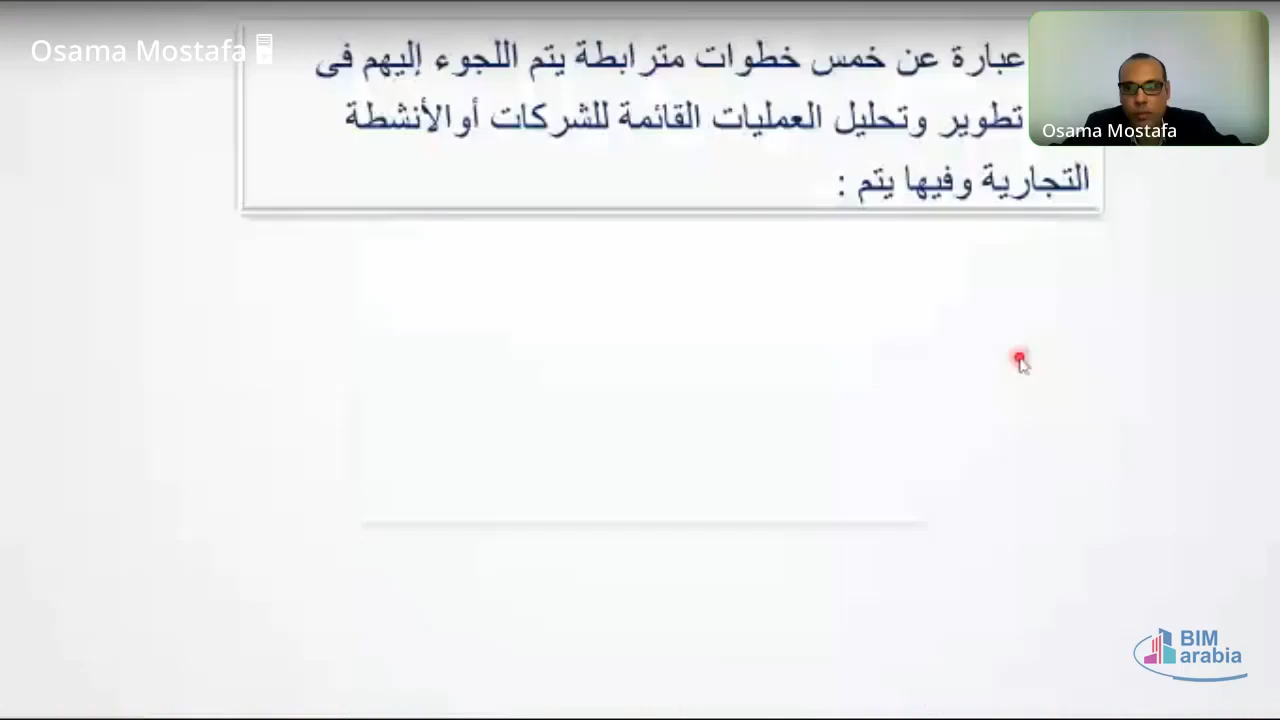 Osama Mostafa
عبارة عن خمس خطوات مترابطة يتم اللجوء إليهم فى
تطوير وتحليل العمليات القائمة للشركات أوالأنشطة
التجارية وفيها يتم :
Osama Mostafa
BIM
arabia